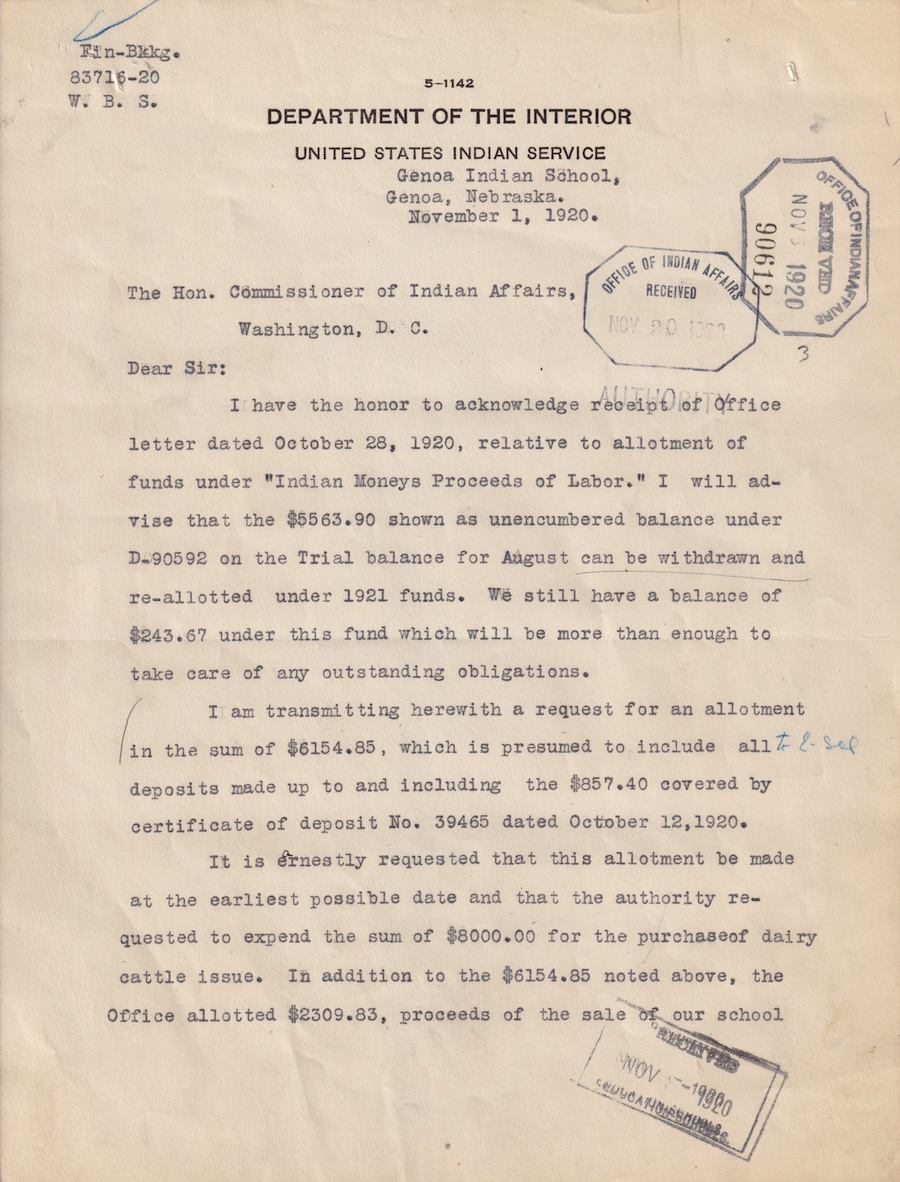 Fin-Bkkg.
83716-20
W. B. S.
5-1142
DEPARTMENT OF THE INTERIOR
UNITED STATES INDIAN SERVICE
Genoa Indian School,
Genoa, Nebraska.
November 1, 1920.
OFFICE OF INDIAN AFFAIRS
RECEIVED
NOV 5 1920
90612
OFFICE OF INDIAN AFFAIRS
RECEIVED
NOV 20 1920
3
The Hon. Commissioner of Indian Affairs,
Washington, D. C.
Dear Sir:
AUTHORITY
I have the honor to acknowledge receipt of Office
letter dated October 28, 1920, relative to allotment of
funds under "Indian Moneys Proceeds of Labor." I will ad-
vise that the $5563.90 shown as unencumbered balance under
D-90592 on the Trial balance for August can be withdrawn and
re-allotted under 1921 funds. We still have a balance of
$243.67 under this fund which will be more than enough to
take care of any outstanding obligations.
I am transmitting herewith a request for an allotment
in the sum of $6154.85, which is presumed to include all to
deposits made up to and including the $857.40 covered by
certificate of deposit No. 39465 dated October 12,1920.
It is earnestly requested that this allotment be made
at the earliest possible date and that the authority re-
quested to expend the sum of $8000.00 for the purchaseof dairy
cattle issue. In addition to the $6154.85 noted above, the
Office allotted $2309.83, proceeds of the sale of our school
RECEIVED
NOV 1920